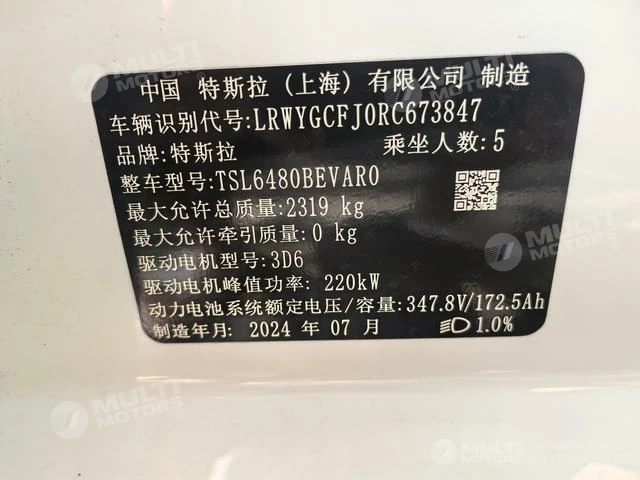 中国 特斯拉（上海）有限公司 制造
车辆识别代号:LRWYGCFJ0RC673847
品牌:特斯拉 乘坐人数:5
整车型号:TSL6480BEVAR0
最大允许总质量:2319 kg
最大允许牵引质量:0 kg
驱动电机型号:3D6
驱动电机峰值功率: 220kW
动力电池系统额定电压/容量:347.8V/172.5Ah
制造年月: 2024 年 07 月 1.0%
MULTI MOTORS
MULTI MOTORS
MULTI MOTORS
MULTI MOTORS
MULTI MOTORS
MULTI MOTORS